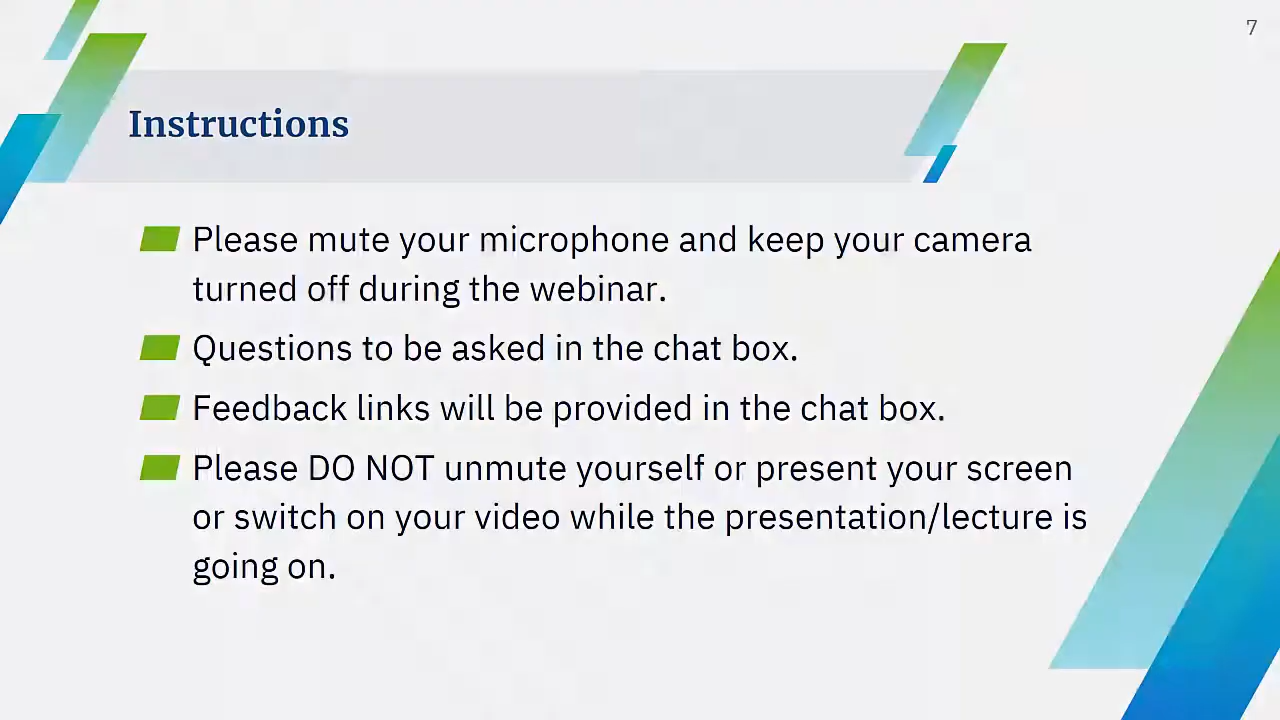 7
Instructions
Please mute your microphone and keep your camera
turned off during the webinar.
Questions to be asked in the chat box.
Feedback links will be provided in the chat box.
Please DO NOT unmute yourself or present your screen
or switch on your video while the presentation/lecture is
going on.